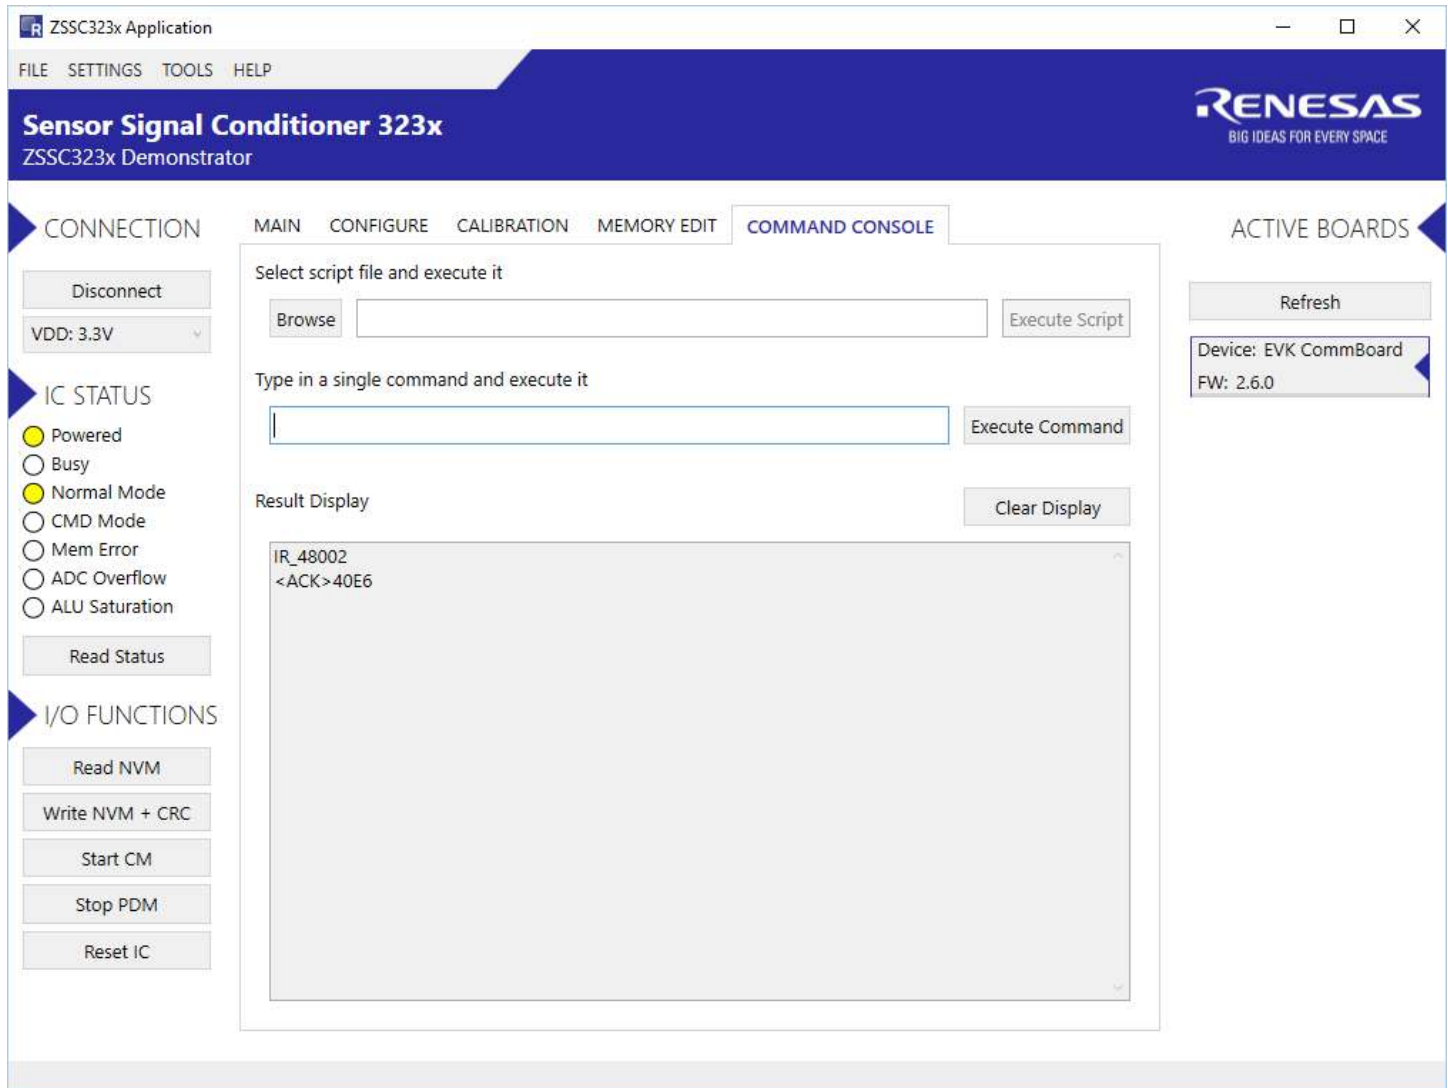 ZSSC323x Application
FILE SETTINGS TOOLS HELP
Sensor Signal Conditioner 323x
ZSSC323x Demonstrator
RENESAS
BIG IDEAS FOR EVERY SPACE
CONNECTION
Disconnect
VDD: 3.3V
IC STATUS
Powered
Busy
Normal Mode
CMD Mode
Mem Error
ADC Overflow
ALU Saturation
Read Status
I/O FUNCTIONS
Read NVM
Write NVM + CRC
Start CM
Stop PDM
Reset IC
MAIN CONFIGURE CALIBRATION MEMORY EDIT COMMAND CONSOLE
Select script file and execute it
Browse Execute Script
Type in a single command and execute it
Execute Command
Result Display
Clear Display
IR_48002
<ACK>40E6
ACTIVE BOARDS
Refresh
Device: EVK CommBoard
FW: 2.6.0